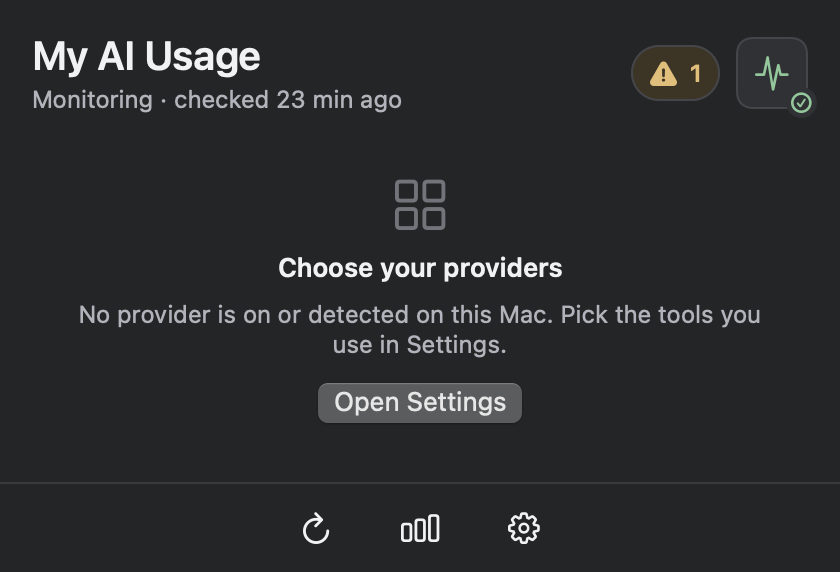 My AI Usage
Monitoring · checked 23 min ago
1
Choose your providers
No provider is on or detected on this Mac. Pick the tools you
use in Settings.
Open Settings